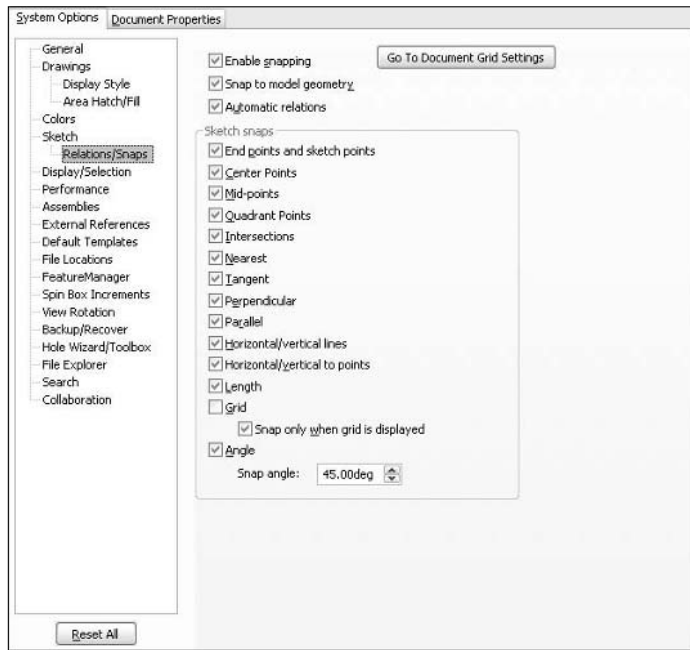 System Options
Document Properties
General
Drawings
Display Style
Area Hatch/Fill
Colors
Sketch
Relations/Snaps
Display/Selection
Performance
Assemblies
External References
Default Templates
File Locations
FeatureManager
Spin Box Increments
View Rotation
Backup/Recover
Hole Wizard/Toolbox
File Explorer
Search
Collaboration
Reset All
Enable snapping
Go To Document Grid Settings
Snap to model geometry
Automatic relations
Sketch snaps
End points and sketch points
Center Points
Mid-points
Quadrant Points
Intersections
Nearest
Tangent
Perpendicular
Parallel
Horizontal/vertical lines
Horizontal/vertical to points
Length
Grid
Snap only when grid is displayed
Angle
Snap angle: 45.00deg